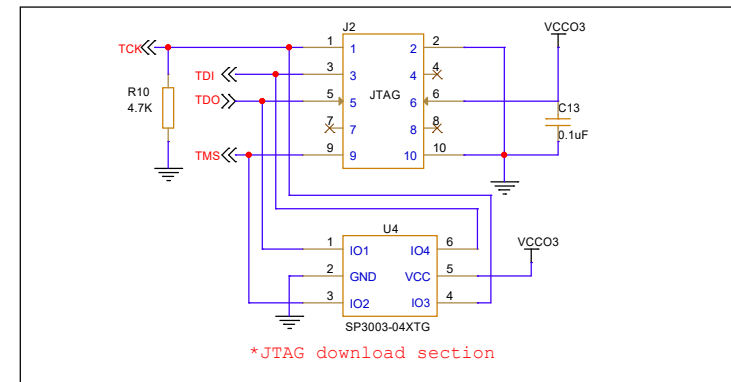 J2
VCCO3
TCK
1 1 2 2
TDI
3 3 4 4
R10
4.7K
TDO
5 5 6 6
JTAG
C13
0.1uF
7 7 8 8
TMS
9 9 10 10
U4
VCCO3
1 IO1 IO4 6
2 GND VCC 5
3 IO2 IO3 4
SP3003-04XTG
*JTAG download section